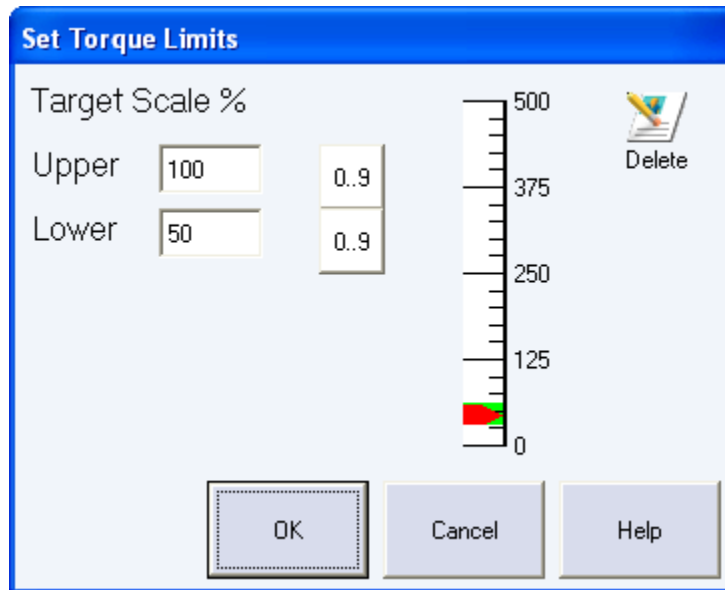 Set Torque Limits
Target Scale %
Upper 100 0..9
Lower 50 0..9
500
375
250
125
0
Delete
OK Cancel Help